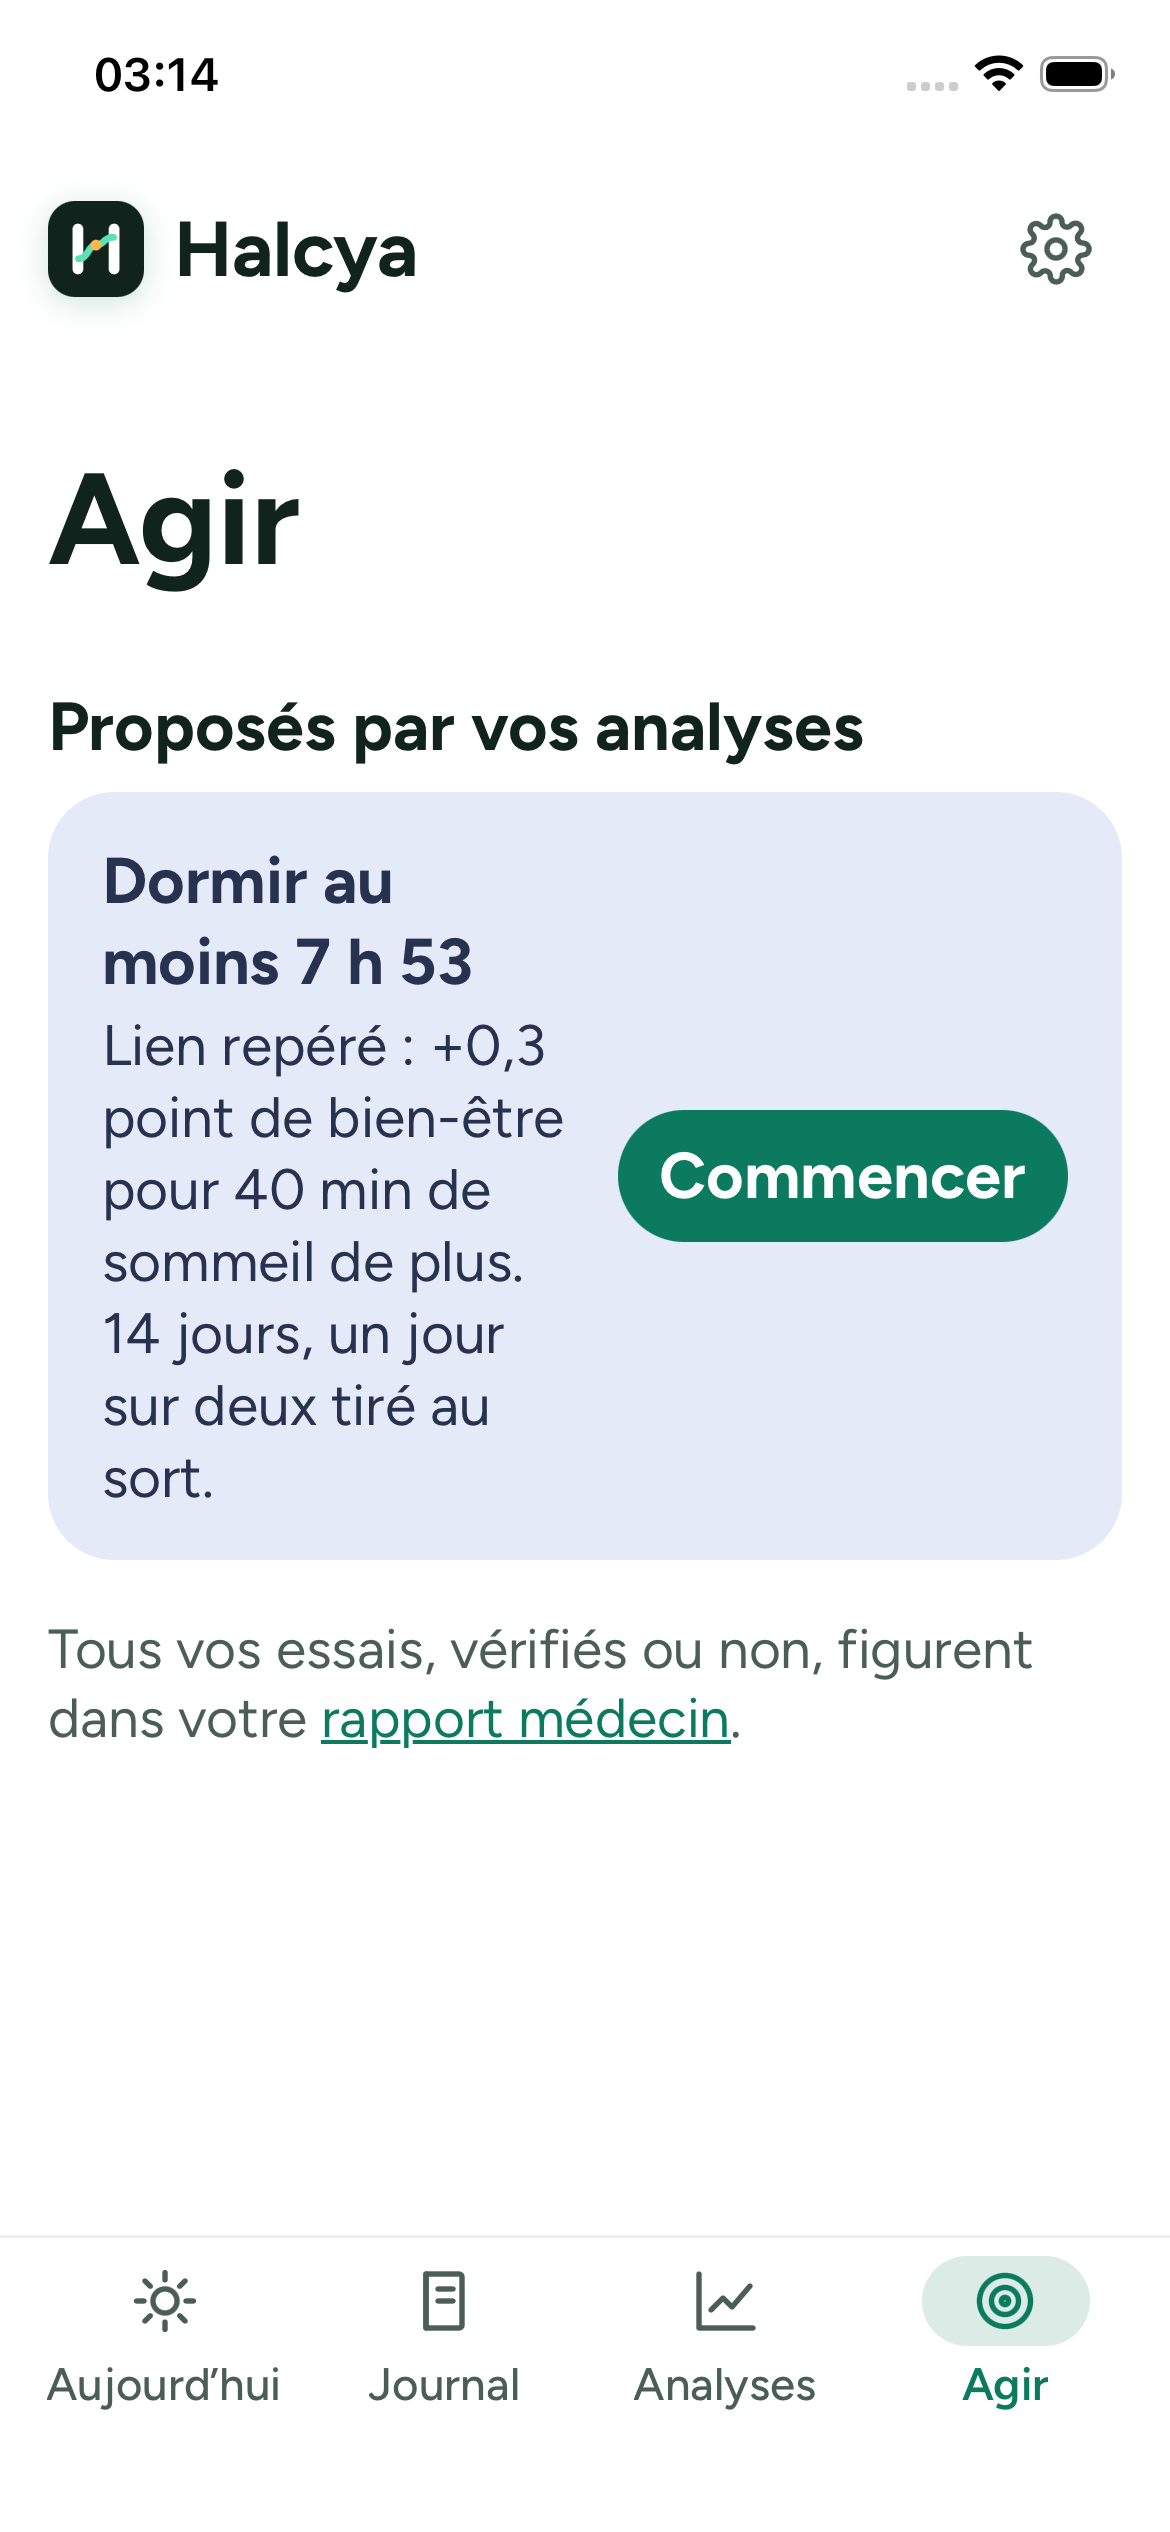 03:14
Halcya
Agir
Proposés par vos analyses
Dormir au
moins 7 h 53
Lien repéré : +0,3
point de bien-être
pour 40 min de
sommeil de plus.
14 jours, un jour
sur deux tiré au
sort.
Commencer
Tous vos essais, vérifiés ou non, figurent
dans votre rapport médecin.
Aujourd’hui
Journal
Analyses
Agir